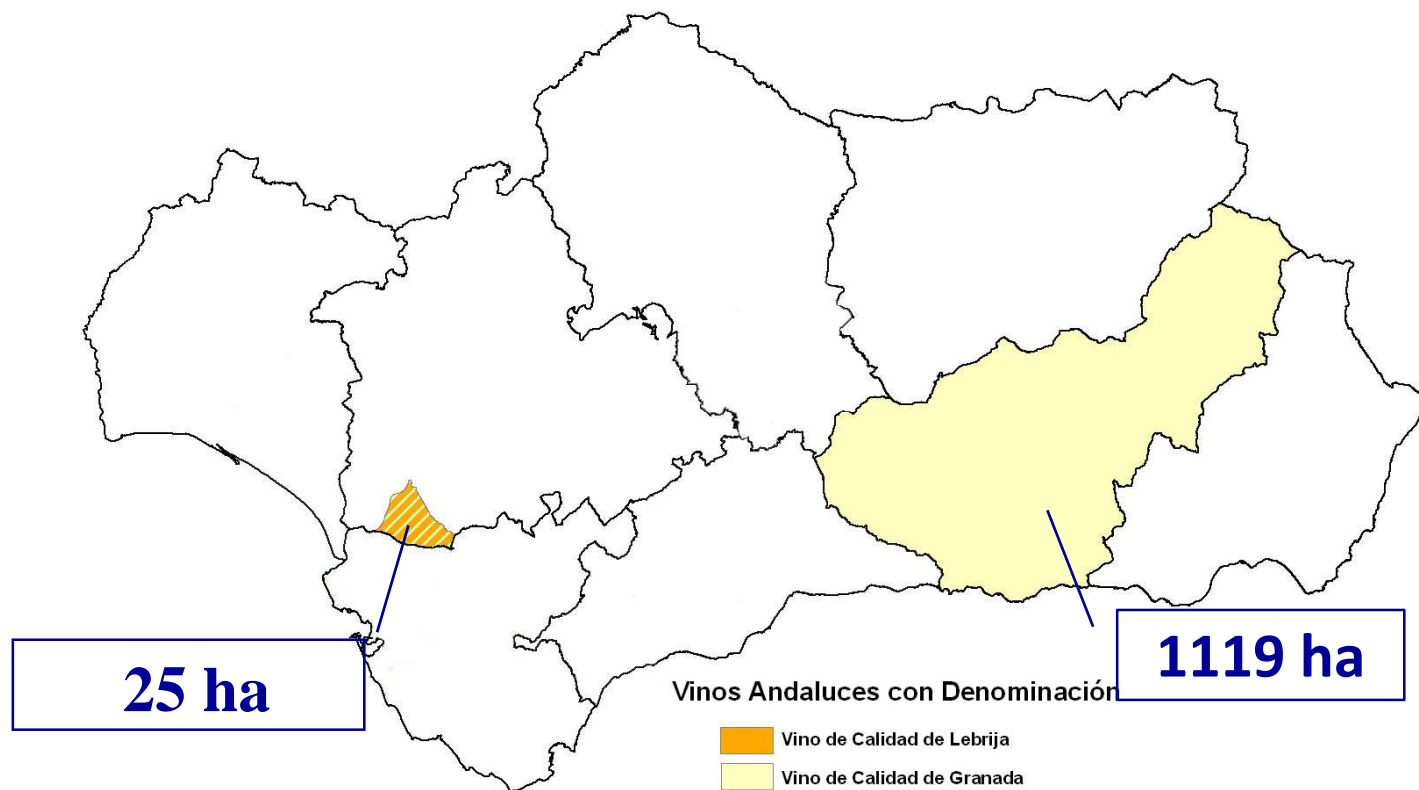 25 ha
1119 ha
Vinos Andaluces con Denominación
Vino de Calidad de Lebrija
Vino de Calidad de Granada